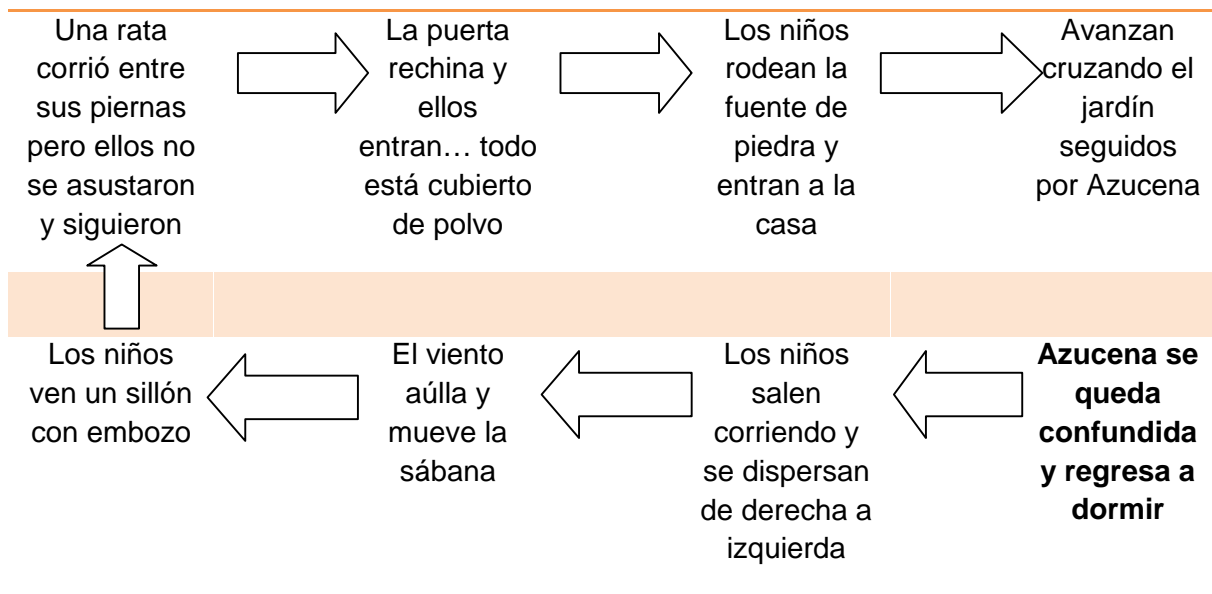 Una rata
corrió entre
sus piernas
pero ellos no
se asustaron
y siguieron
La puerta
rechina y
ellos
entran… todo
está cubierto
de polvo
Los niños
rodean la
fuente de
piedra y
entran a la
casa
Avanzan
cruzando el
jardín
seguidos
por Azucena
Los niños
ven un sillón
con embozo
El viento
aúlla y
mueve la
sábana
Los niños
salen
corriendo y
se dispersan
de derecha a
izquierda
Azucena se
queda
confundida
y regresa a
dormir